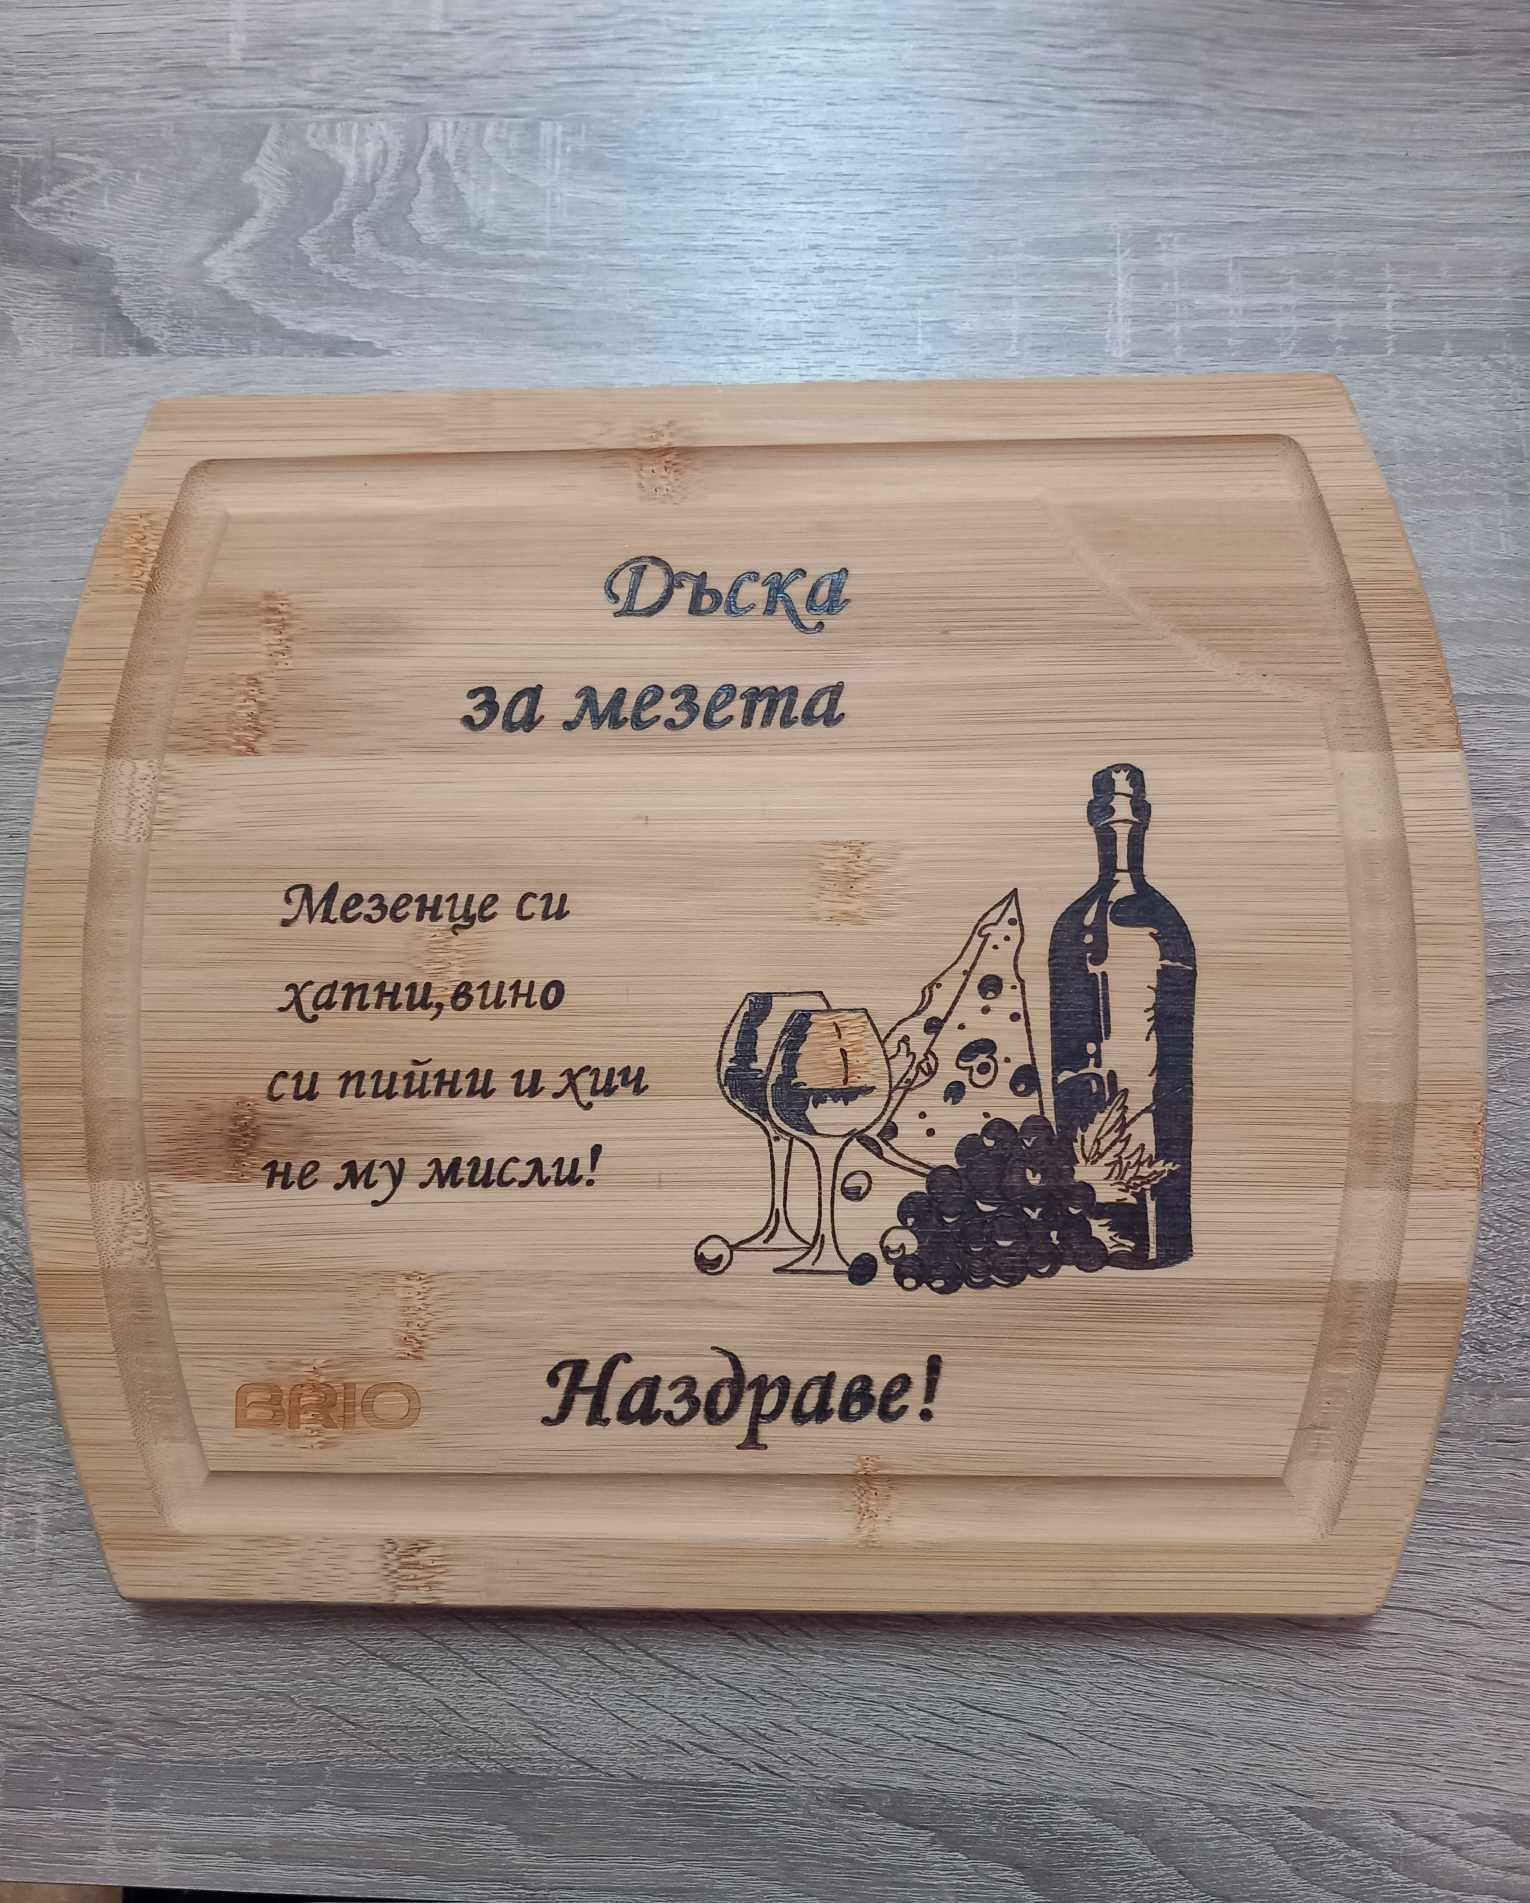 Дъска
за мезета
Мезенце си
хапни,вино
си пийни и хич
не му мисли!
Наздраве!
BRIO